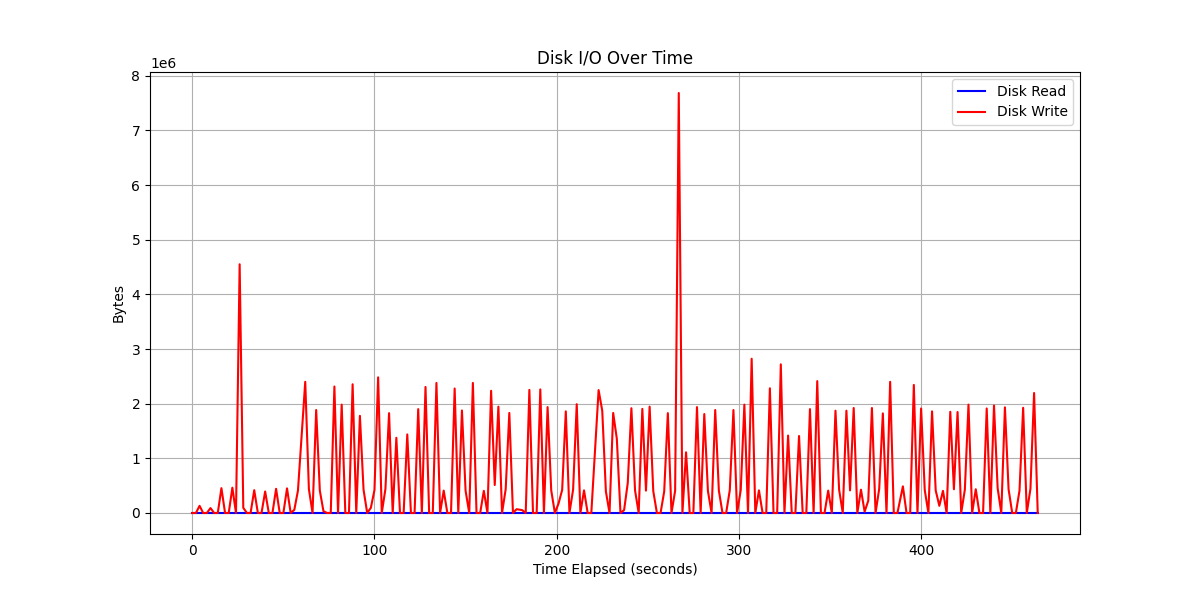 Disk I/O Over Time
1e6
8
7
6
5
4
3
2
1
0
Bytes
Disk Read
Disk Write
0 100 200 300 400
Time Elapsed (seconds)